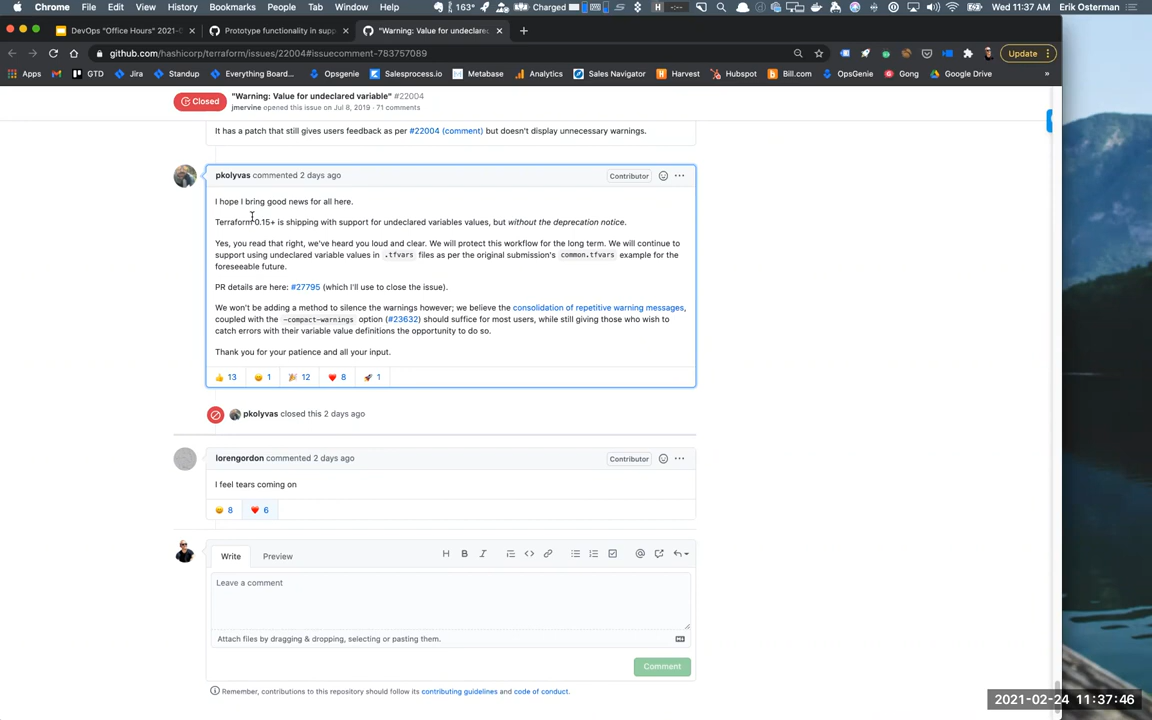 Chrome File Edit View History Bookmarks People Tab Window Help 163° Charged Wed 11:37 AM Erik Osterman
DevOps "Office Hours" 2021-0 Prototype functionality in supp "Warning: Value for undeclared
github.com/hashicorp/terraform/issues/22004#issuecomment-783757089 Update
Apps GTD Jira Standup Everything Board... Opsgenie Salesprocess.io Metabase Analytics Sales Navigator Harvest Hubspot Bill.com OpsGenie Gong Google Drive »
Closed "Warning: Value for undeclared variable" #22004
jmervine opened this issue on Jul 8, 2019 · 71 comments
It has a patch that still gives users feedback as per #22004 (comment) but doesn't display unnecessary warnings.
pkolyvas commented 2 days ago Contributor
I hope I bring good news for all here.
Terraform 0.15+ is shipping with support for undeclared variables values, but without the deprecation notice.
Yes, you read that right, we've heard you loud and clear. We will protect this workflow for the long term. We will continue to
support using undeclared variable values in .tfvars files as per the original submission's common.tfvars example for the
foreseeable future.
PR details are here: #27795 (which I'll use to close the issue).
We won't be adding a method to silence the warnings however; we believe the consolidation of repetitive warning messages,
coupled with the -compact-warnings option (#23632) should suffice for most users, while still giving those who wish to
catch errors with their variable value definitions the opportunity to do so.
Thank you for your patience and all your input.
👍 13 😄 1 🎉 12 ❤️ 8 🚀 1
pkolyvas closed this 2 days ago
lorengordon commented 2 days ago Contributor
I feel tears coming on
😄 8 ❤️ 6
Write Preview H B I
Leave a comment
Attach files by dragging & dropping, selecting or pasting them.
Comment
Remember, contributions to this repository should follow its contributing guidelines and code of conduct.
2021-02-24 11:37:46